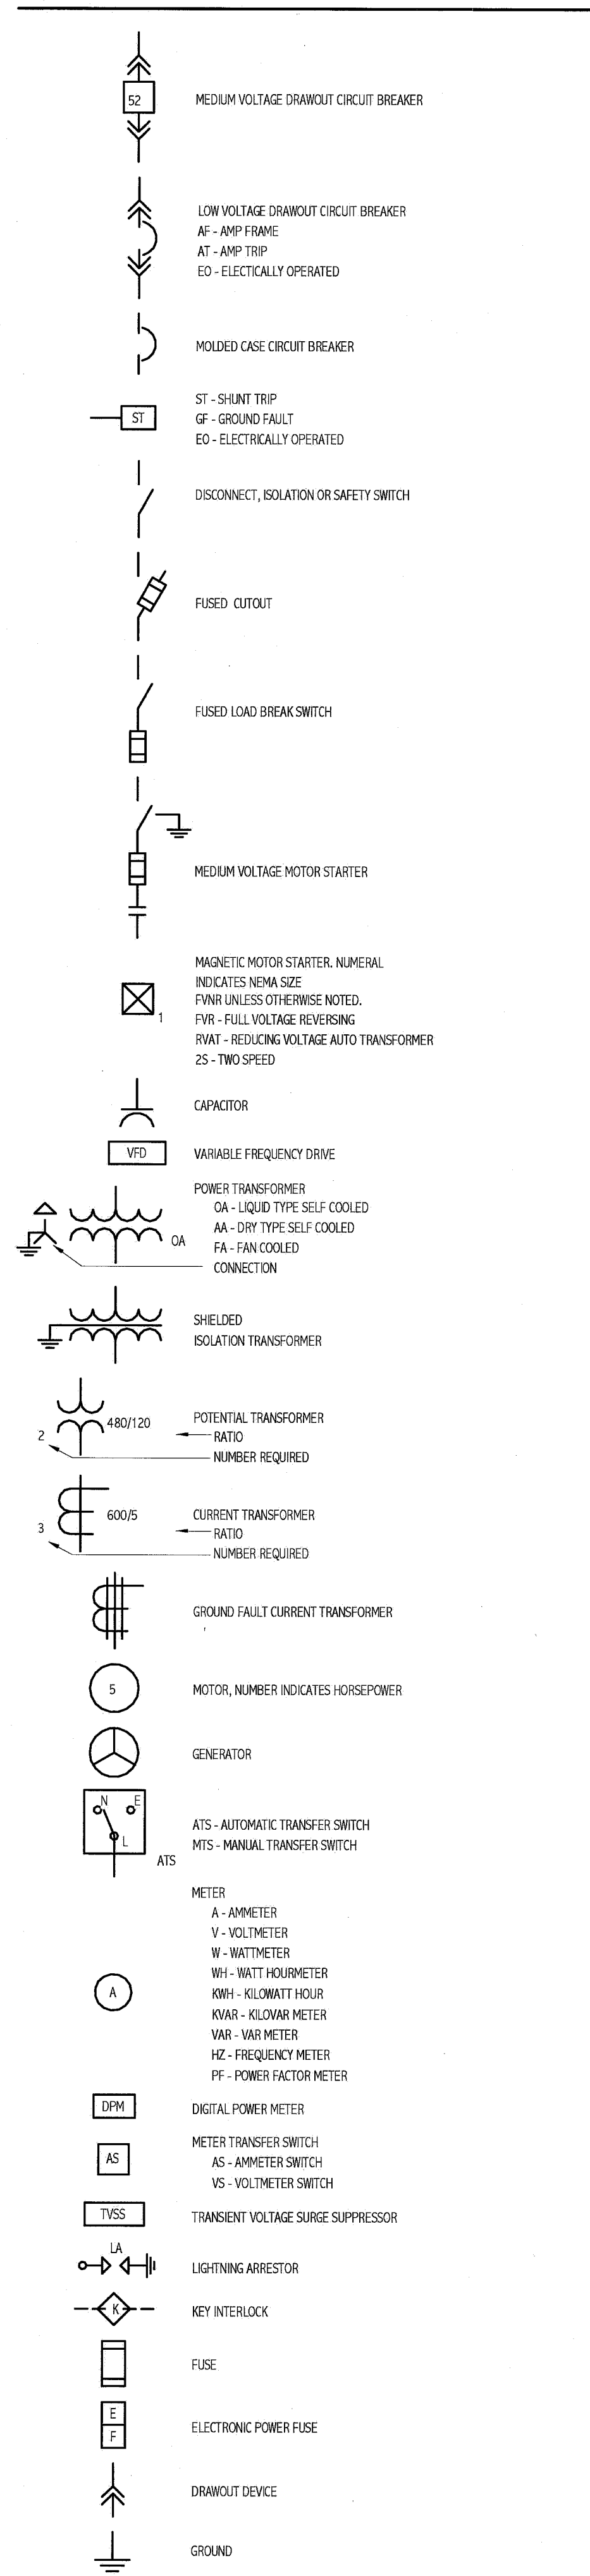 52 MEDIUM VOLTAGE DRAWOUT CIRCUIT BREAKER
LOW VOLTAGE DRAWOUT CIRCUIT BREAKER
AF - AMP FRAME
AT - AMP TRIP
EO - ELECTICALLY OPERATED
MOLDED CASE CIRCUIT BREAKER
ST - SHUNT TRIP
ST GF - GROUND FAULT
EO - ELECTRICALLY OPERATED
DISCONNECT, ISOLATION OR SAFETY SWITCH
FUSED CUTOUT
FUSED LOAD BREAK SWITCH
MEDIUM VOLTAGE MOTOR STARTER
MAGNETIC MOTOR STARTER. NUMERAL
INDICATES NEMA SIZE
FVNR UNLESS OTHERWISE NOTED.
1 FVR - FULL VOLTAGE REVERSING
RVAT - REDUCING VOLTAGE AUTO TRANSFORMER
2S - TWO SPEED
CAPACITOR
VFD VARIABLE FREQUENCY DRIVE
POWER TRANSFORMER
OA - LIQUID TYPE SELF COOLED
AA - DRY TYPE SELF COOLED
OA FA - FAN COOLED
CONNECTION
SHIELDED
ISOLATION TRANSFORMER
480/120 POTENTIAL TRANSFORMER
2 RATIO
NUMBER REQUIRED
600/5 CURRENT TRANSFORMER
3 RATIO
NUMBER REQUIRED
GROUND FAULT CURRENT TRANSFORMER
5 MOTOR, NUMBER INDICATES HORSEPOWER
GENERATOR
N E
L ATS - AUTOMATIC TRANSFER SWITCH
MTS - MANUAL TRANSFER SWITCH
ATS
METER
A - AMMETER
V - VOLTMETER
W - WATTMETER
WH - WATT HOURMETER
A KWH - KILOWATT HOUR
KVAR - KILOVAR METER
VAR - VAR METER
HZ - FREQUENCY METER
PF - POWER FACTOR METER
DPM DIGITAL POWER METER
METER TRANSFER SWITCH
AS AS - AMMETER SWITCH
VS - VOLTMETER SWITCH
TVSS TRANSIENT VOLTAGE SURGE SUPPRESSOR
LA
LIGHTNING ARRESTOR
K KEY INTERLOCK
FUSE
E
F ELECTRONIC POWER FUSE
DRAWOUT DEVICE
GROUND